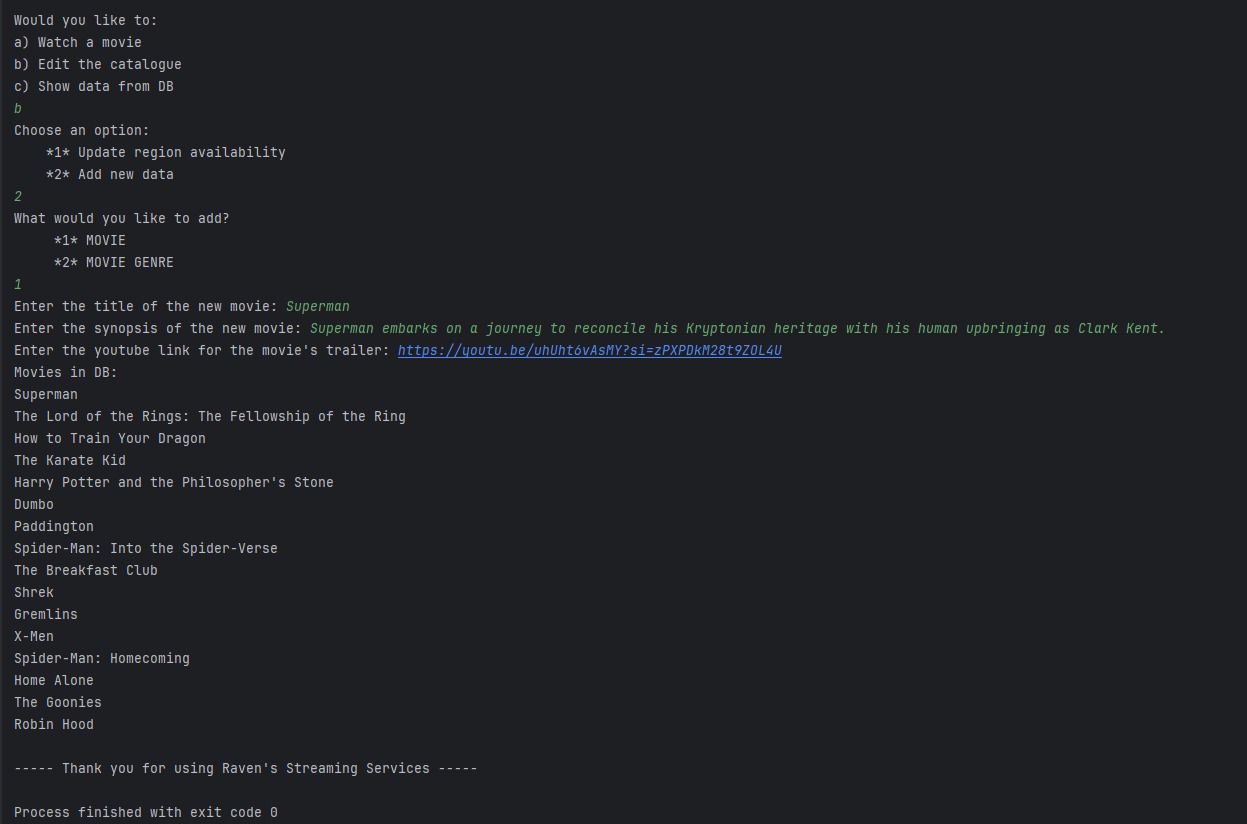 Would you like to:
a) Watch a movie
b) Edit the catalogue
c) Show data from DB
b
Choose an option:
    *1* Update region availability
    *2* Add new data
2
What would you like to add?
     *1* MOVIE
     *2* MOVIE GENRE
1
Enter the title of the new movie: Superman
Enter the synopsis of the new movie: Superman embarks on a journey to reconcile his Kryptonian heritage with his human upbringing as Clark Kent.
Enter the youtube link for the movie's trailer: https://youtu.be/uhUht6vAsMY?si=zPXPDkM28t9ZOL4U
Movies in DB:
Superman
The Lord of the Rings: The Fellowship of the Ring
How to Train Your Dragon
The Karate Kid
Harry Potter and the Philosopher's Stone
Dumbo
Paddington
Spider-Man: Into the Spider-Verse
The Breakfast Club
Shrek
Gremlins
X-Men
Spider-Man: Homecoming
Home Alone
The Goonies
Robin Hood
----- Thank you for using Raven's Streaming Services -----
Process finished with exit code 0